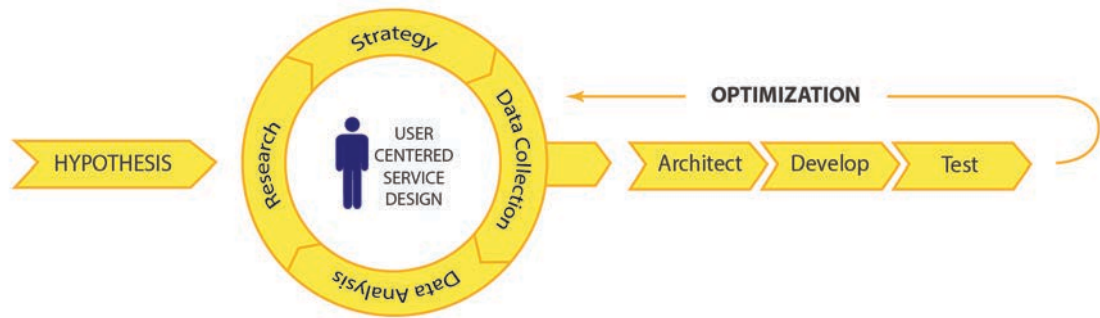 HYPOTHESIS
Strategy
Data Collection
Data Analysis
Research
USER
CENTERED
SERVICE
DESIGN
OPTIMIZATION
Architect
Develop
Test